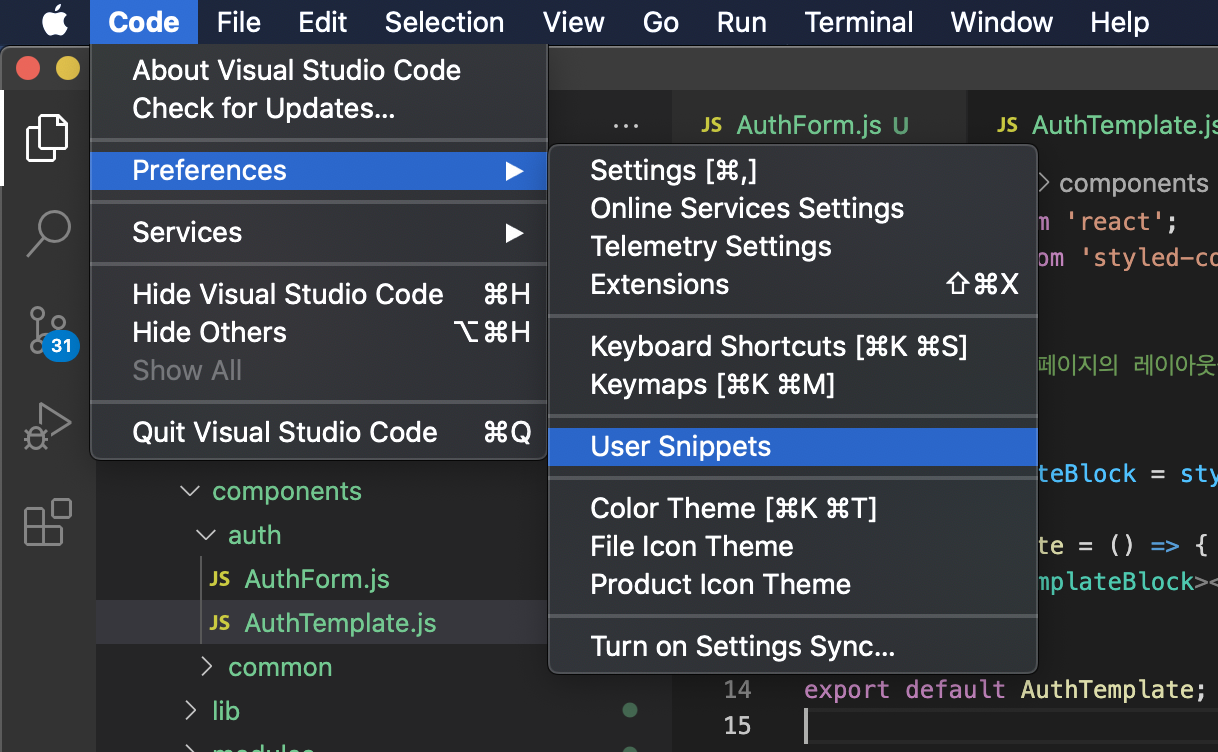 Code File Edit Selection View Go Run Terminal Window Help
About Visual Studio Code
Check for Updates...
Preferences
Services
Hide Visual Studio Code ⌘H
Hide Others ⌥⌘H
Show All
Quit Visual Studio Code ⌘Q
Settings [⌘,]
Online Services Settings
Telemetry Settings
Extensions ⇧⌘X
Keyboard Shortcuts [⌘K ⌘S]
Keymaps [⌘K ⌘M]
User Snippets
Color Theme [⌘K ⌘T]
File Icon Theme
Product Icon Theme
Turn on Settings Sync...
31
components
auth
JS AuthForm.js
JS AuthTemplate.js
common
lib
... JS AuthForm.js U JS AuthTemplate.js
> components
'react';
'styled-co
페이지의 레이아웃
teBlock = sty
te = () => {
mplateBlock><
14 export default AuthTemplate;
15